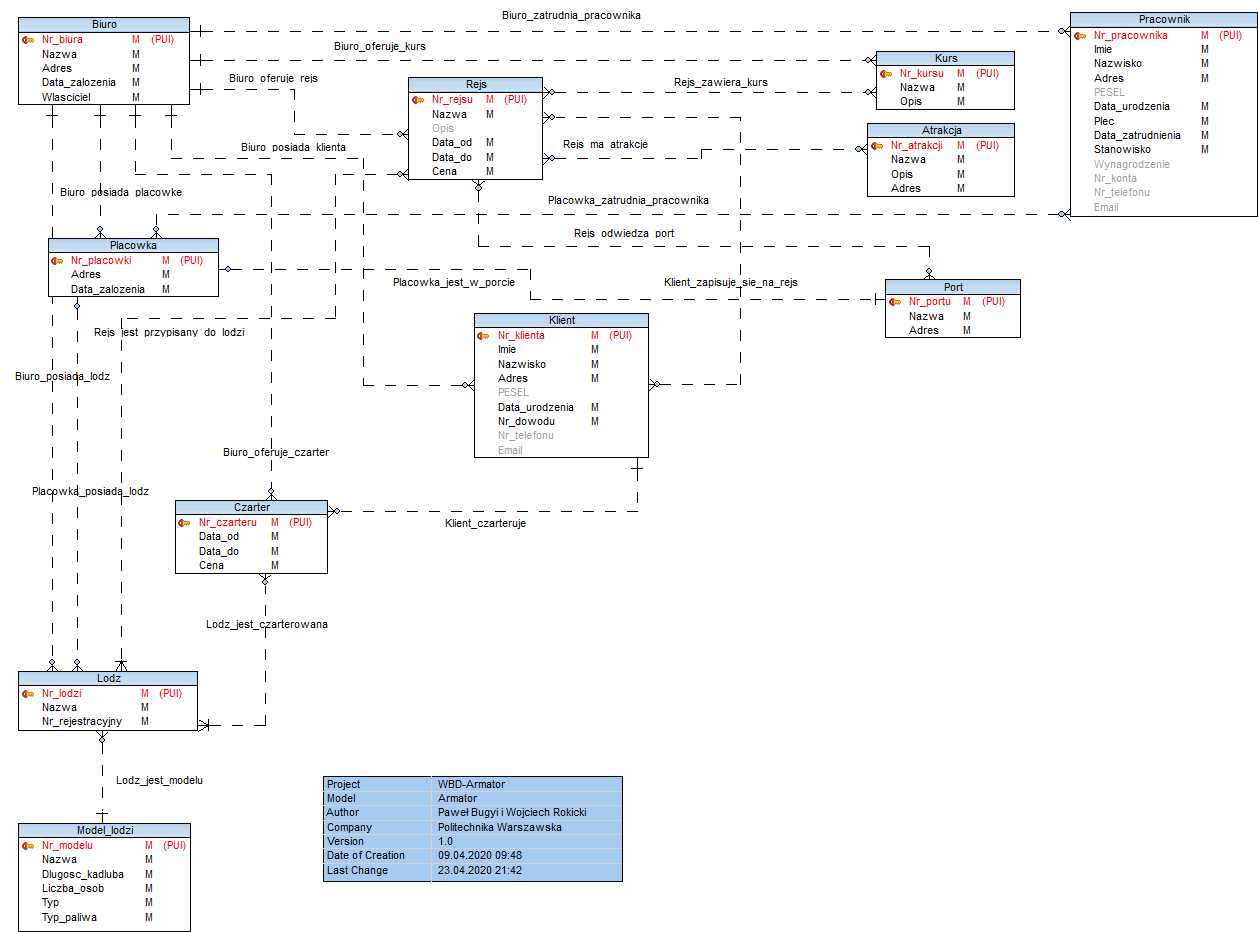 Biuro
Nr_biura M (PUI)
Nazwa M
Adres M
Data_zalozenia M
Wlasciciel M
Biuro_zatrudnia_pracownika
Biuro_oferuje_kurs
Biuro_oferuje_rejs
Biuro_posiada_klienta
Biuro_posiada_placowke
Rejs
Nr_rejsu M (PUI)
Nazwa M
Opis
Data_od M
Data_do M
Cena M
Rejs_zawiera_kurs
Rejs_ma_atrakcje
Kurs
Nr_kursu M (PUI)
Nazwa M
Opis M
Atrakcja
Nr_atrakcji M (PUI)
Nazwa M
Opis M
Adres M
Pracownik
Nr_pracownika M (PUI)
Imie M
Nazwisko M
Adres M
PESEL
Data_urodzenia M
Plec M
Data_zatrudnienia M
Stanowisko M
Wynagrodzenie
Nr_konta
Nr_telefonu
Email
Placowka_zatrudnia_pracownika
Rejs_odwiedza_port
Placowka
Nr_placowki M (PUI)
Adres M
Data_zalozenia M
Placowka_jest_w_porcie
Klient_zapisuje_sie_na_rejs
Port
Nr_portu M (PUI)
Nazwa M
Adres M
Rejs_jest_przypisany_do_lodzi
Klient
Nr_klienta M (PUI)
Imie M
Nazwisko M
Adres M
PESEL
Data_urodzenia M
Nr_dowodu M
Nr_telefonu
Email
Biuro_posiada_lodz
Biuro_oferuje_czarter
Placowka_posiada_lodz
Czarter
Nr_czarteru M (PUI)
Data_od M
Data_do M
Cena M
Klient_czarteruje
Lodz_jest_czarterowana
Lodz
Nr_lodzi M (PUI)
Nazwa M
Nr_rejestracyjny M
Lodz_jest_modelu
Model_lodzi
Nr_modelu M (PUI)
Nazwa M
Dlugosc_kadluba M
Liczba_osob M
Typ M
Typ_paliwa M
Project WBD-Armator
Model Armator
Author Paweł Bugyi i Wojciech Rokicki
Company Politechnika Warszawska
Version 1.0
Date of Creation 09.04.2020 09:48
Last Change 23.04.2020 21:42